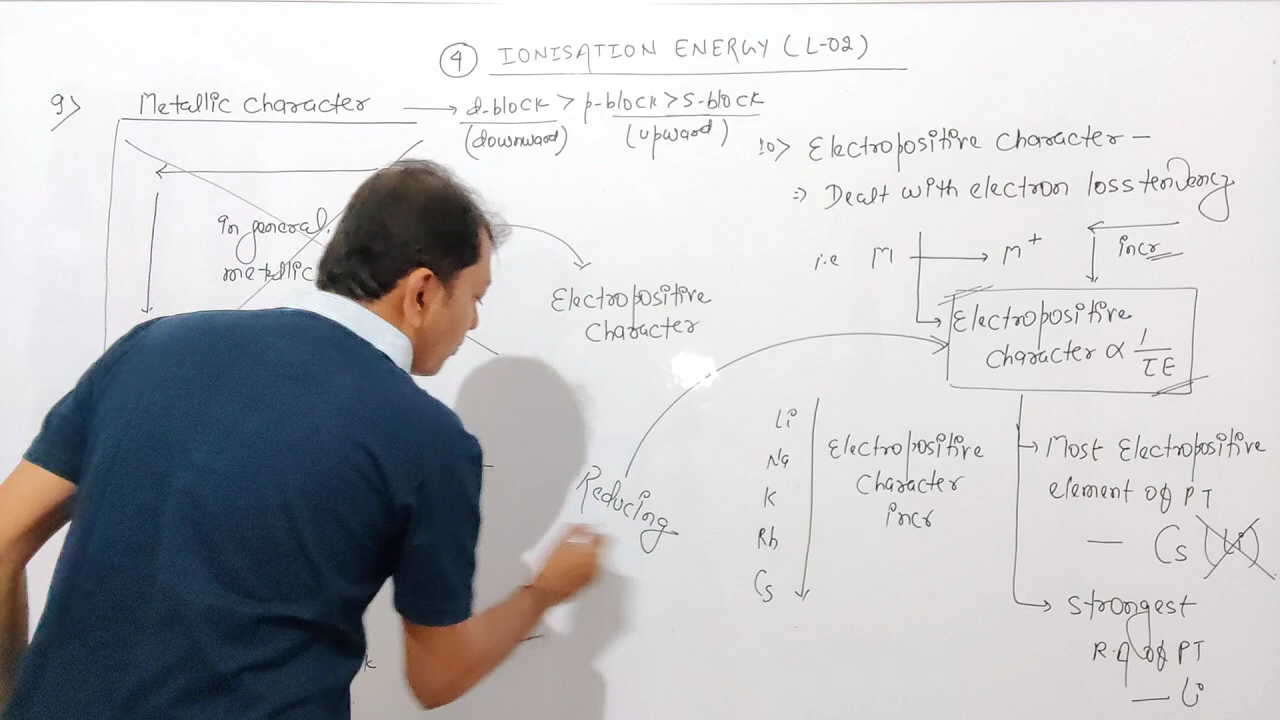 ④ IONISATION ENERGY (L-02)
9> Metallic character → d-block > p-block > s-block
(downward) (upward)
In general
metallic
Electropositive
character
Reducing
10> Electropositive character -
⇒ Dealt with electron loss tendency
i.e M → M+
incr
Electropositive
character ∝ 1/IE
Li
Na
K
Rb
Cs
Electropositive
character
incr
→ Most Electropositive
element of PT
— Cs (Li)
→ strongest
R.A of PT
— Li